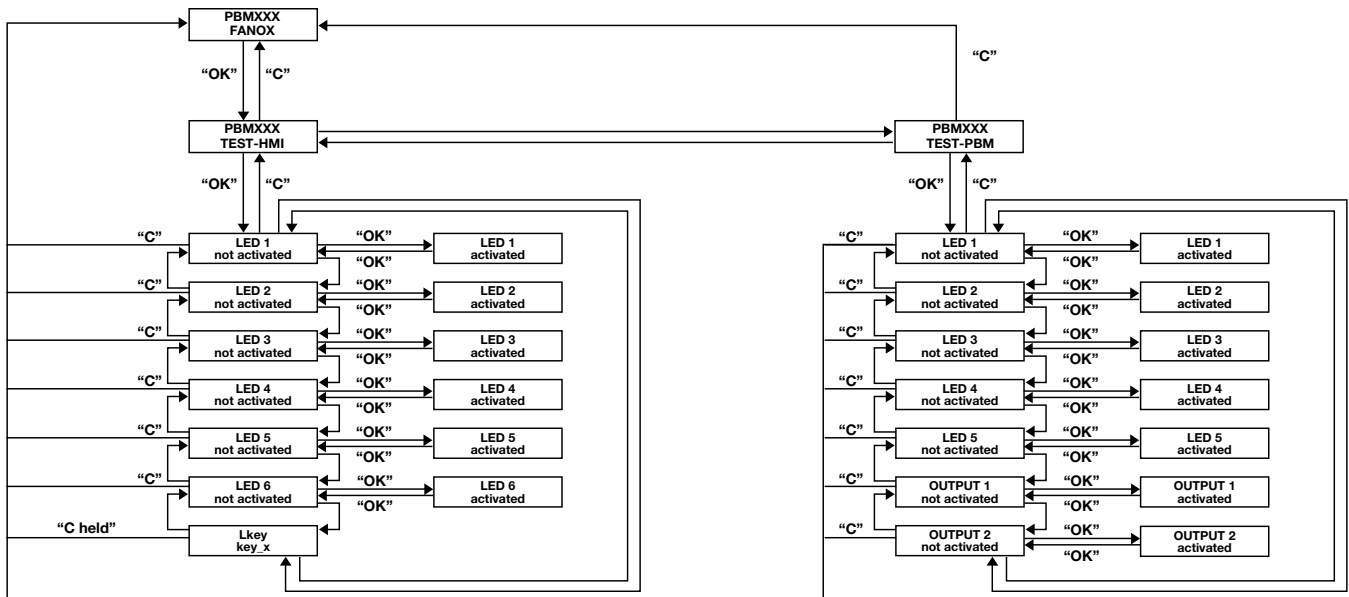 PBMXXX
FANOX
“OK”
“C”
“C”
PBMXXX
TEST-HMI
PBMXXX
TEST-PBM
“OK”
“C”
“OK”
“C”
“C”
LED 1
not activated
“OK”
“OK”
LED 1
activated
“C”
LED 2
not activated
“OK”
“OK”
LED 2
activated
“C”
LED 3
not activated
“OK”
“OK”
LED 3
activated
“C”
LED 4
not activated
“OK”
“OK”
LED 4
activated
“C”
LED 5
not activated
“OK”
“OK”
LED 5
activated
“C”
LED 6
not activated
“OK”
“OK”
LED 6
activated
“C held”
Lkey
key_x
“C”
LED 1
not activated
“OK”
“OK”
LED 1
activated
“C”
LED 2
not activated
“OK”
“OK”
LED 2
activated
“C”
LED 3
not activated
“OK”
“OK”
LED 3
activated
“C”
LED 4
not activated
“OK”
“OK”
LED 4
activated
“C”
LED 5
not activated
“OK”
“OK”
LED 5
activated
“C”
OUTPUT 1
not activated
“OK”
“OK”
OUTPUT 1
activated
“C”
OUTPUT 2
not activated
“OK”
“OK”
OUTPUT 2
activated